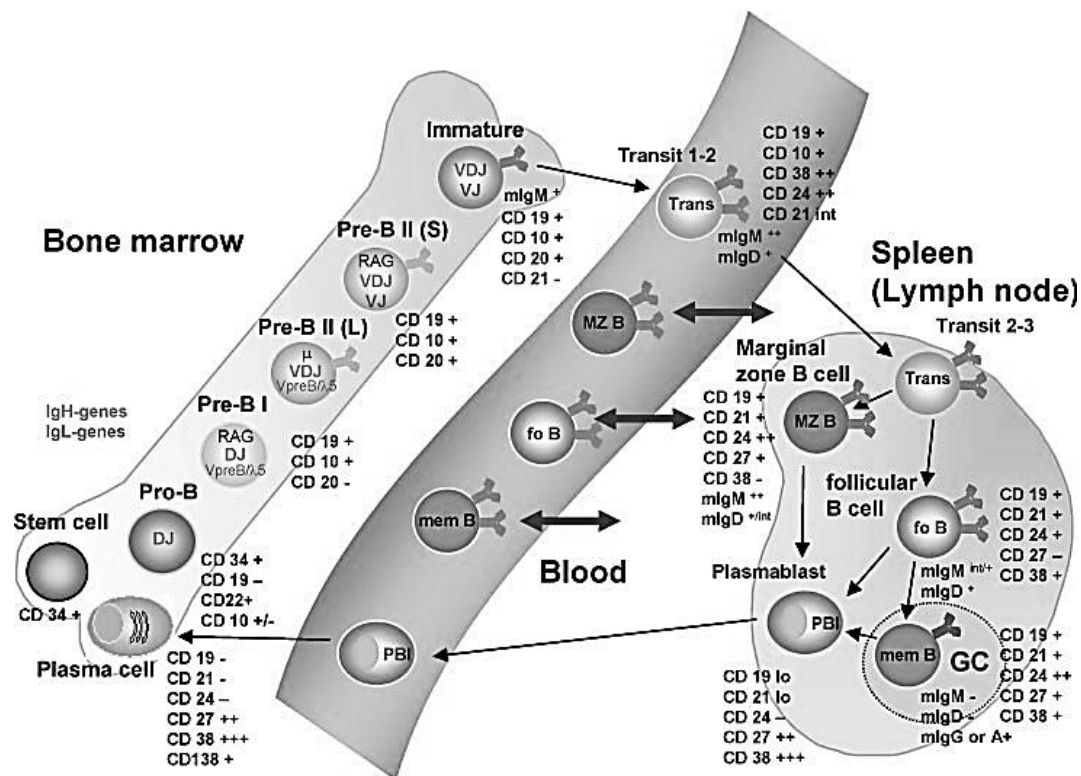 Bone marrow
Immature
VDJ
VJ
mIgM +
CD 19 +
CD 10 +
CD 20 +
CD 21 -
Pre-B II (S)
RAG
VDJ
VJ
CD 19 +
CD 10 +
CD 20 +
Pre-B II (L)
μ
VDJ
VpreB/λ5
Pre-B I
RAG
DJ
VpreB/λ5
CD 19 +
CD 10 +
CD 20 -
IgH-genes
IgL-genes
Pro-B
DJ
CD 34 +
CD 19 –
CD22+
CD 10 +/-
Stem cell
CD 34 +
Plasma cell
CD 19 -
CD 21 -
CD 24 –
CD 27 ++
CD 38 +++
CD138 +
Transit 1-2
Trans
CD 19 +
CD 10 +
CD 38 ++
CD 24 ++
CD 21 int
mIgM ++
mIgD +
MZ B
fo B
mem B
Blood
PBI
Spleen
(Lymph node)
Transit 2-3
Trans
Marginal
zone B cell
CD 19 +
CD 21 +
CD 24 ++
CD 27 +
CD 38 -
mIgM ++
mIgD +/int
MZ B
follicular
B cell
fo B
CD 19 +
CD 21 +
CD 24 +
CD 27 –
CD 38 +
mIgM int/+
mIgD +
Plasmablast
PBI
CD 19 lo
CD 21 lo
CD 24 –
CD 27 ++
CD 38 +++
mem B
GC
CD 19 +
CD 21 +
CD 24 ++
CD 27 +
CD 38 +
mIgM -
mIgD -
mIgG or A+